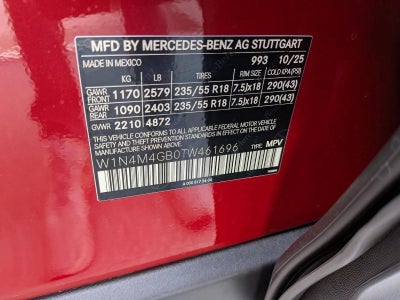 MFD BY MERCEDES-BENZ AG STUTTGART
MADE IN MEXICO 993 10/25
KG LB TIRES RIM SIZE COLD KPA(PSI)
GAWR FRONT 1170 2579 235/55 R18 7.5Jx18 290(43)
GAWR REAR 1090 2403 235/55 R18 7.5Jx18 290(43)
GVWR 2210 4872
THIS VEHICLE CONFORMS TO ALL APPLICABLE FEDERAL MOTOR VEHICLE
SAFETY STANDARDS IN EFFECT ON THE DATE OF
MANUFACTURE SHOWN ABOVE.
W1N4M4GB0TW461696 TYPE: MPV